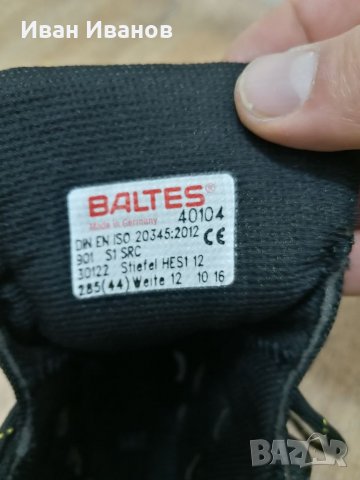 Иван Иванов
BALTES®
Made in Germany
40104
DIN EN ISO 20345:2012 CE
901 S1 SRC
30122 Stiefel HES1 12
285(44) Weite 12 10 16
BAZAR